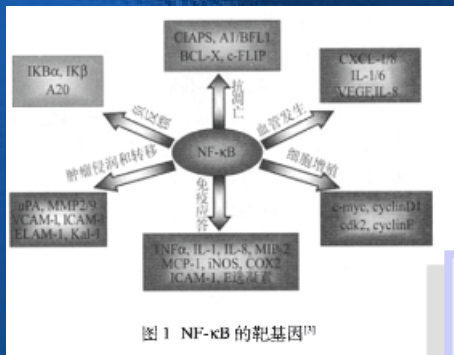 CIAPS, A1/BFL1
BCL-X, c-FLIP
IKBα, IKβ
A20
CXCL-1/8
IL-1/6
VEGF,IL-8
抗凋亡
负反馈
血管发生
NF-κB
肿瘤侵润和转移
细胞增殖
免疫应答
uPA, MMP2/9
VCAM-1, ICAM-1
ELAM-1, Kal-1
c-myc, cyclinD1
cdk2, cyclinE
TNFα, IL-1, IL-8, MIP-2
MCP-1, iNOS, COX2
ICAM-1, E选凝素
图 1 NF-κB 的靶基因[3]